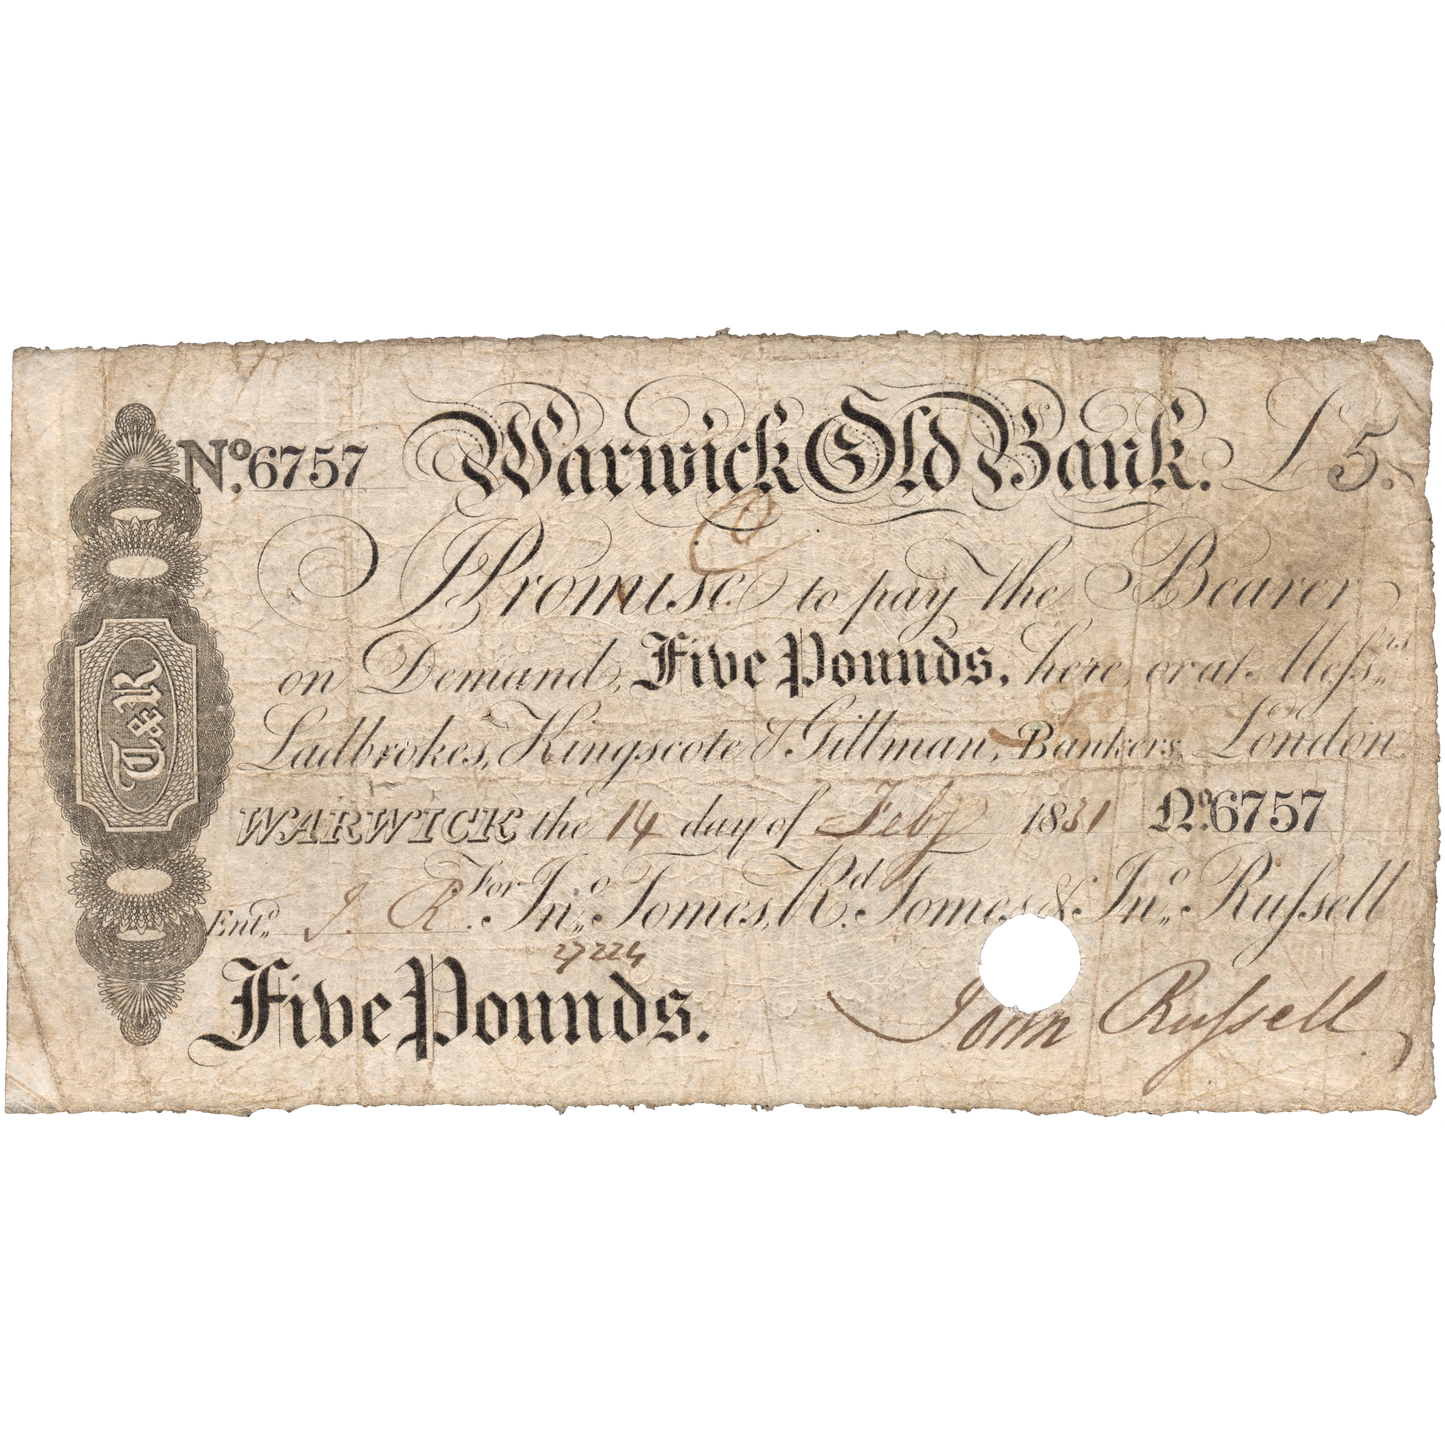 No. 6757 Warwick Old Bank. £5.
I Promise to pay the Bearer
on Demand, Five Pounds, here, or at Messrs.
Ladbrokes, Kingscote & Gillman, Bankers, London
WARWICK the 14 day of Feby 1831 No. 6757
For Jno. Tomes, Rd. Tomes & Jno. Russell
Entd. J. R.
27224
Five Pounds. John Russell
T&R